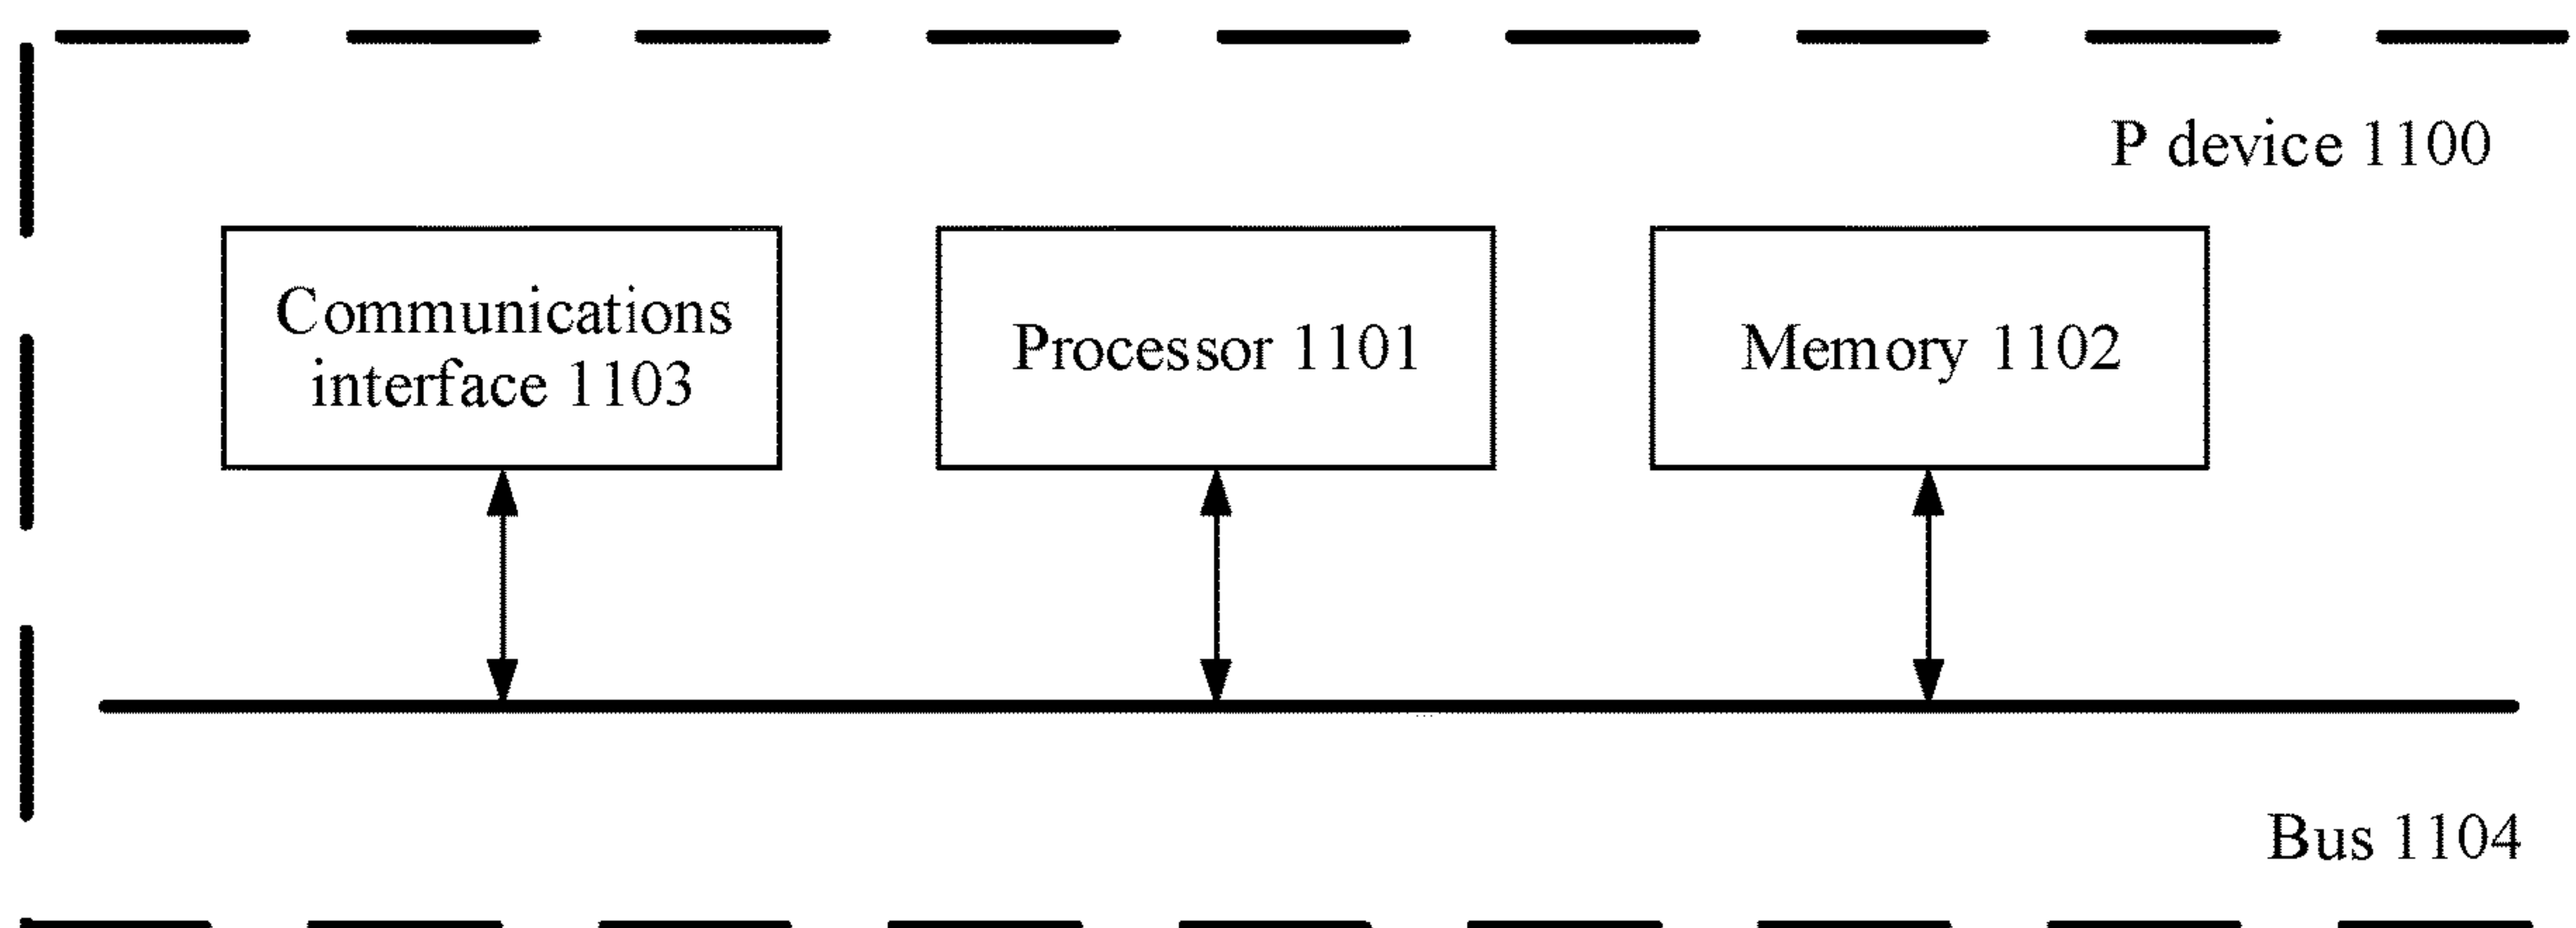 P device 1100
Communications
interface 1103
Processor 1101
Memory 1102
Bus 1104